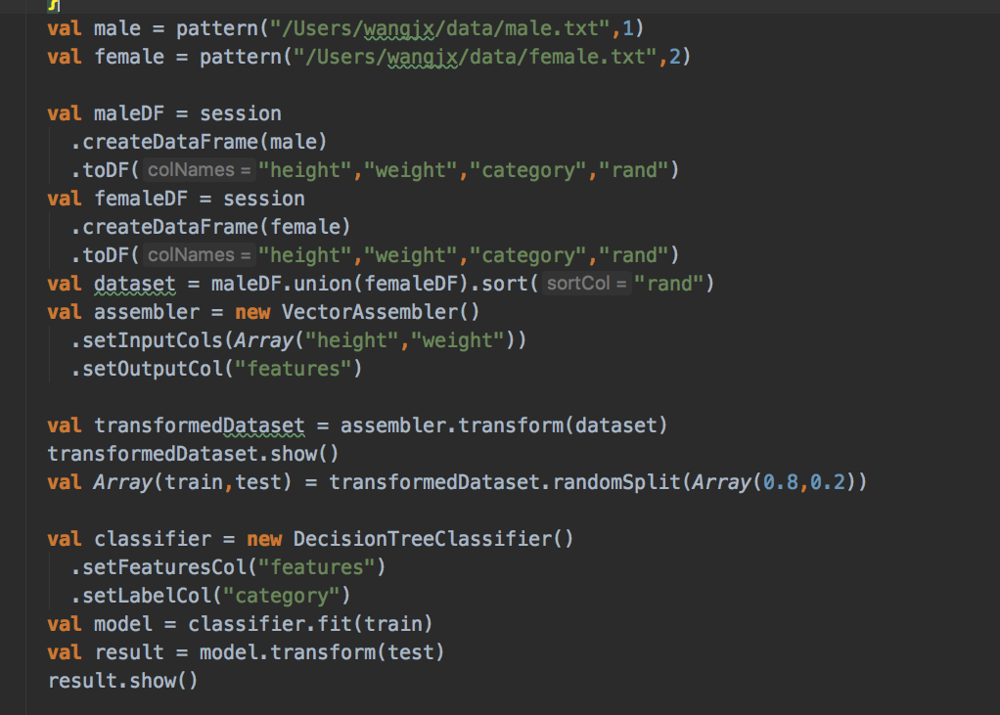 }
val male = pattern("/Users/wangjx/data/male.txt",1)
val female = pattern("/Users/wangjx/data/female.txt",2)
val maleDF = session
.createDataFrame(male)
.toDF( colNames = "height","weight","category","rand")
val femaleDF = session
.createDataFrame(female)
.toDF( colNames = "height","weight","category","rand")
val dataset = maleDF.union(femaleDF).sort( sortCol = "rand")
val assembler = new VectorAssembler()
.setInputCols(Array("height","weight"))
.setOutputCol("features")
val transformedDataset = assembler.transform(dataset)
transformedDataset.show()
val Array(train,test) = transformedDataset.randomSplit(Array(0.8,0.2))
val classifier = new DecisionTreeClassifier()
.setFeaturesCol("features")
.setLabelCol("category")
val model = classifier.fit(train)
val result = model.transform(test)
result.show()